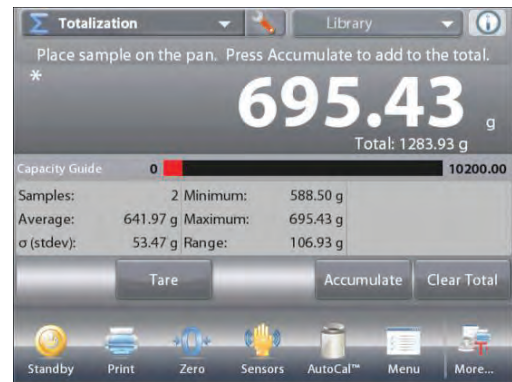 Σ Totalization Library
Place sample on the pan. Press Accumulate to add to the total.
*
695.43 g
Total: 1283.93 g
Capacity Guide 0 10200.00
Samples: 2 Minimum: 588.50 g
Average: 641.97 g Maximum: 695.43 g
σ (stdev): 53.47 g Range: 106.93 g
Tare Accumulate Clear Total
Standby Print Zero Sensors AutoCal™ Menu More...